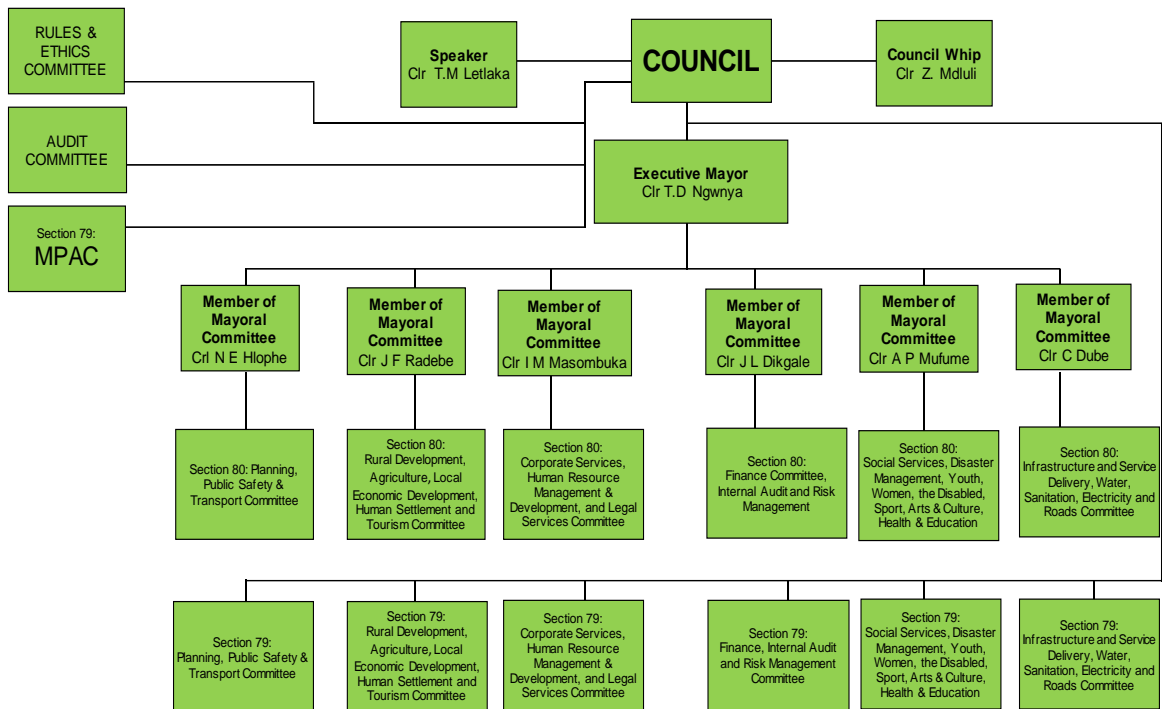 RULES &
ETHICS
COMMITTEE
Speaker
Clr T.M Letlaka
COUNCIL
Council Whip
Clr Z. Mdluli
AUDIT
COMMITTEE
Executive Mayor
Clr T.D Ngwnya
Section 79:
MPAC
Member of
Mayoral
Committee
Crl N E Hlophe
Member of
Mayoral
Committee
Clr J F Radebe
Member of
Mayoral
Committee
Clr I M Masombuka
Member of
Mayoral
Committee
Clr J L Dikgale
Member of
Mayoral
Committee
Clr A P Mufume
Member of
Mayoral
Committee
Clr C Dube
Section 80: Planning,
Public Safety &
Transport Committee
Section 80:
Rural Development,
Agriculture, Local
Economic Development,
Human Settlement and
Tourism Committee
Section 80:
Corporate Services,
Human Resource
Management &
Development, and Legal
Services Committee
Section 80:
Finance Committee,
Internal Audit and Risk
Management
Section 80:
Social Services, Disaster
Management, Youth,
Women, the Disabled,
Sport, Arts & Culture,
Health & Education
Section 80:
Infrastructure and Service
Delivery, Water,
Sanitation, Electricity and
Roads Committee
Section 79:
Planning, Public Safety &
Transport Committee
Section 79:
Rural Development,
Agriculture, Local
Economic Development,
Human Settlement and
Tourism Committee
Section 79:
Corporate Services,
Human Resource
Management &
Development, and Legal
Services Committee
Section 79:
Finance, Internal Audit
and Risk Management
Committee
Section 79:
Social Services, Disaster
Management, Youth,
Women, the Disabled,
Sport, Arts & Culture,
Health & Education
Section 79:
Infrastructure and Service
Delivery, Water,
Sanitation, Electricity and
Roads Committee